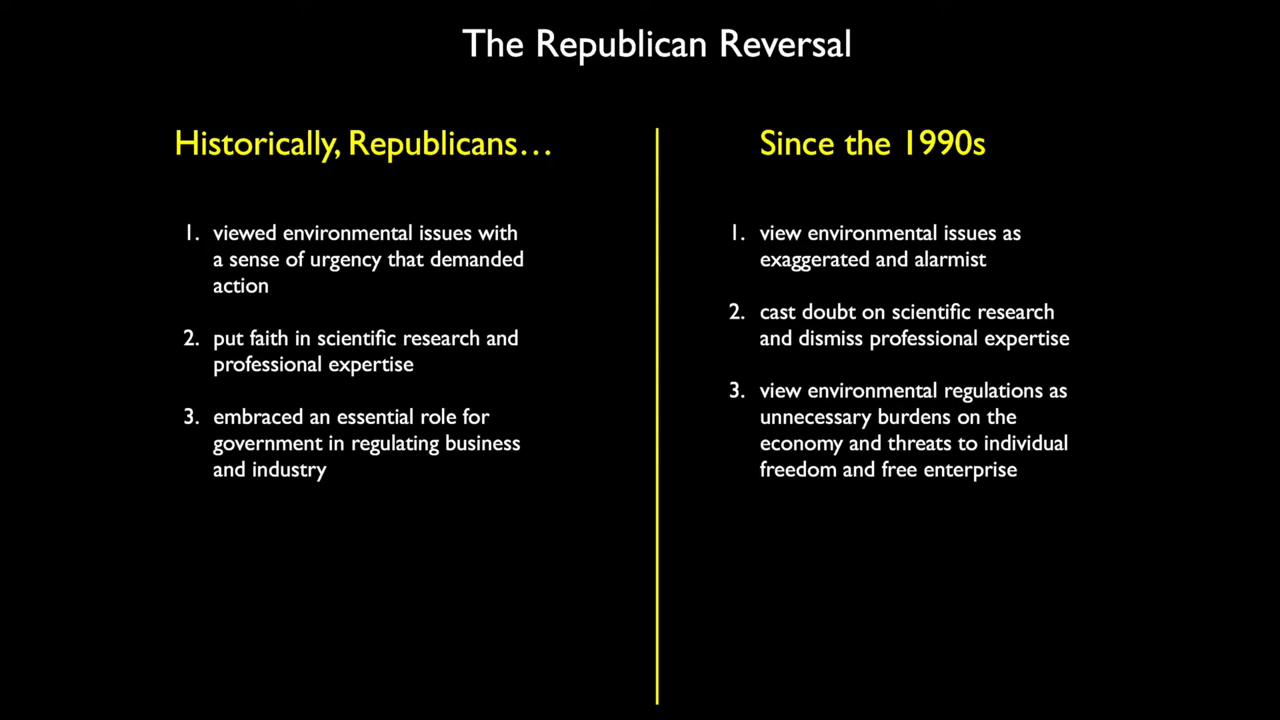 The Republican Reversal
Historically, Republicans…
1. viewed environmental issues with
a sense of urgency that demanded
action
2. put faith in scientific research and
professional expertise
3. embraced an essential role for
government in regulating business
and industry
Since the 1990s
1. view environmental issues as
exaggerated and alarmist
2. cast doubt on scientific research
and dismiss professional expertise
3. view environmental regulations as
unnecessary burdens on the
economy and threats to individual
freedom and free enterprise